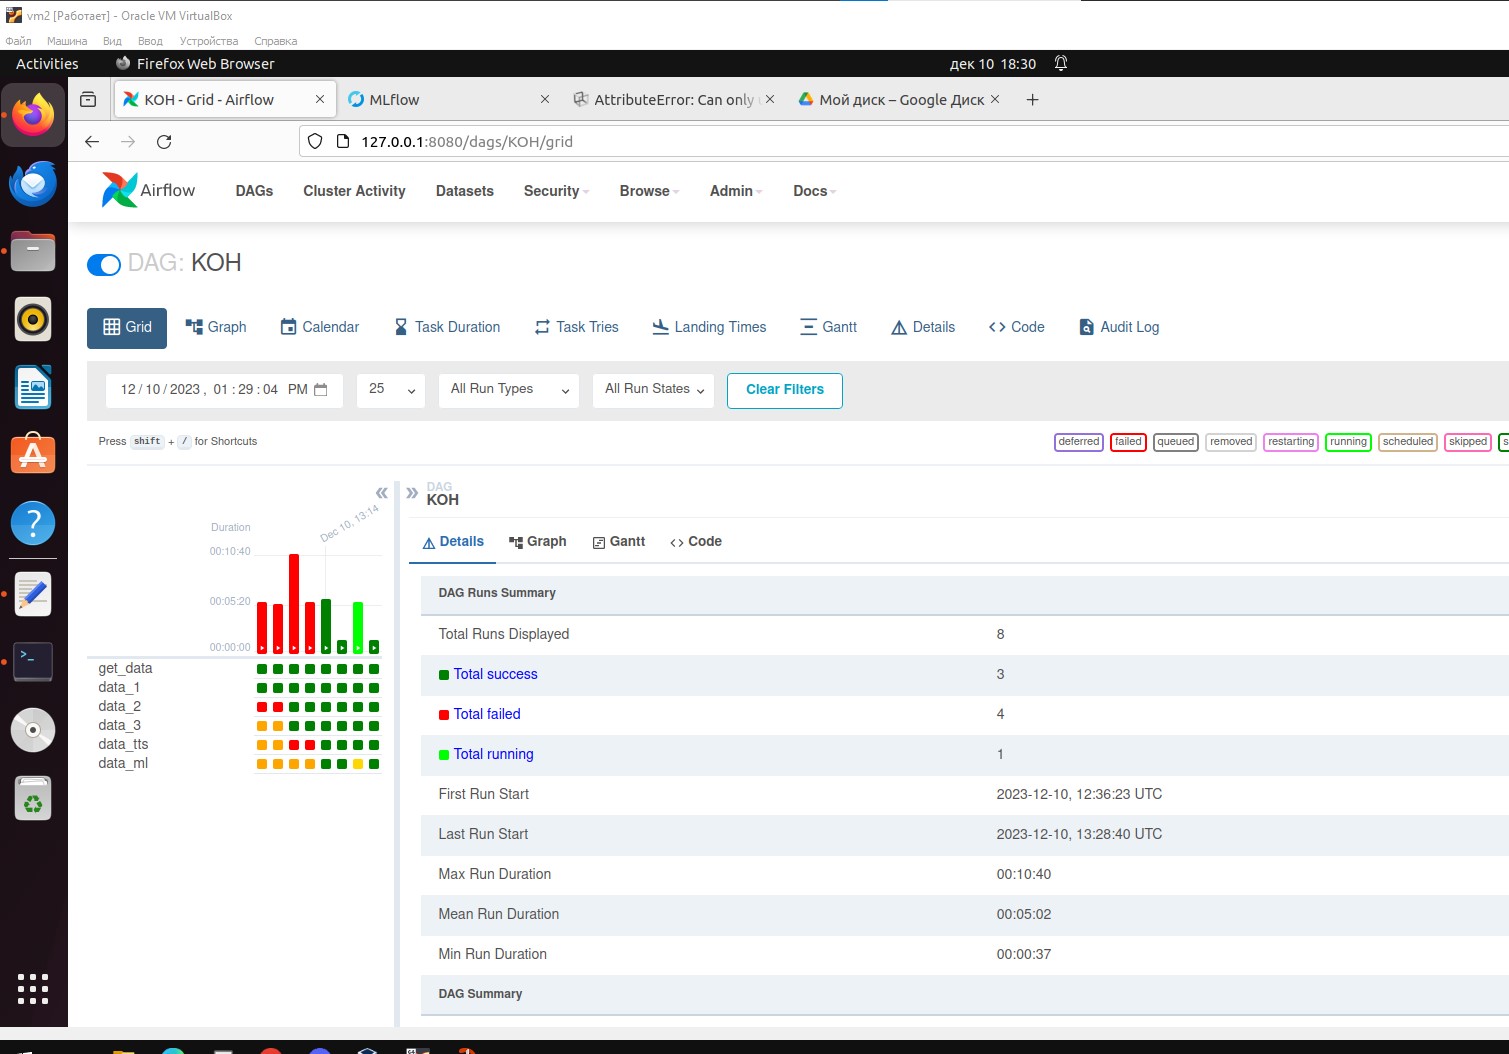 vm2 [Работает] - Oracle VM VirtualBox
Файл Машина Вид Ввод Устройства Справка
Activities Firefox Web Browser дек 10 18:30
KOH - Grid - Airflow MLflow AttributeError: Can only Мой диск – Google Диск
127.0.0.1:8080/dags/KOH/grid
Airflow DAGs Cluster Activity Datasets Security Browse Admin Docs
DAG: KOH
Grid Graph Calendar Task Duration Task Tries Landing Times Gantt Details Code Audit Log
12/10/2023, 01:29:04 PM 25 All Run Types All Run States Clear Filters
Press shift + / for Shortcuts deferred failed queued removed restarting running scheduled skipped s
DAG
KOH
Dec 10, 13:14
Duration
00:10:40
00:05:20
00:00:00
get_data
data_1
data_2
data_3
data_tts
data_ml
Details Graph Gantt Code
DAG Runs Summary
Total Runs Displayed 8
Total success 3
Total failed 4
Total running 1
First Run Start 2023-12-10, 12:36:23 UTC
Last Run Start 2023-12-10, 13:28:40 UTC
Max Run Duration 00:10:40
Mean Run Duration 00:05:02
Min Run Duration 00:00:37
DAG Summary